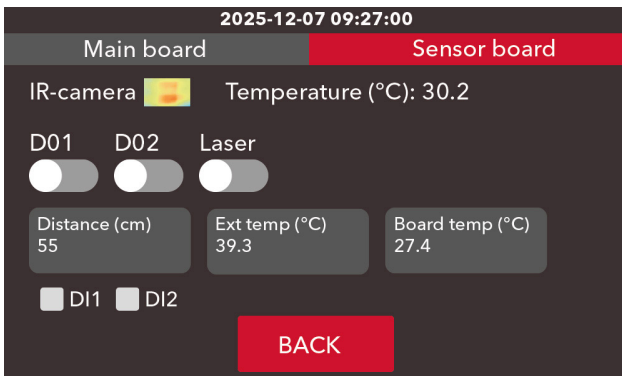 2025-12-07 09:27:00
Main board Sensor board
IR-camera Temperature (°C): 30.2
D01 D02 Laser
Distance (cm) Ext temp (°C) Board temp (°C)
55 39.3 27.4
DI1 DI2
BACK